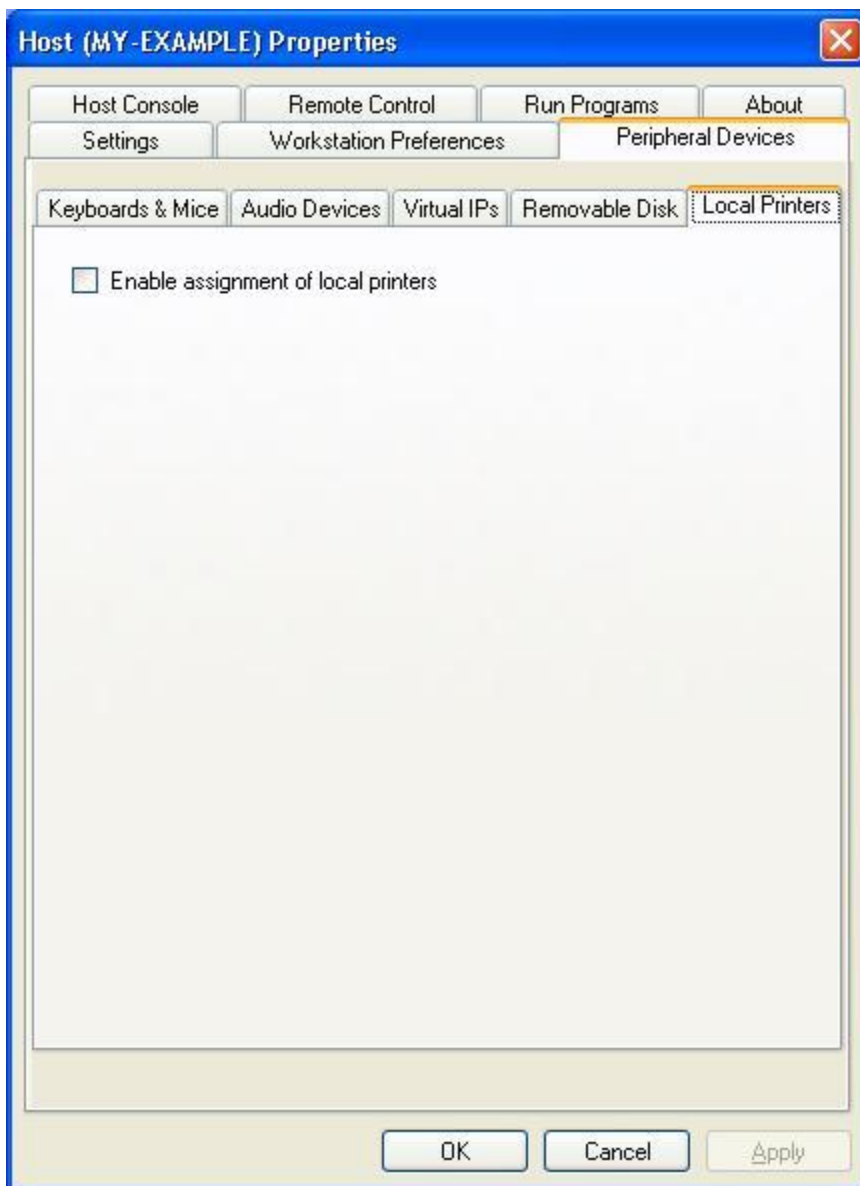 Host (MY-EXAMPLE) Properties
Host Console Remote Control Run Programs About
Settings Workstation Preferences Peripheral Devices
Keyboards & Mice Audio Devices Virtual IPs Removable Disk Local Printers
Enable assignment of local printers
OK Cancel Apply